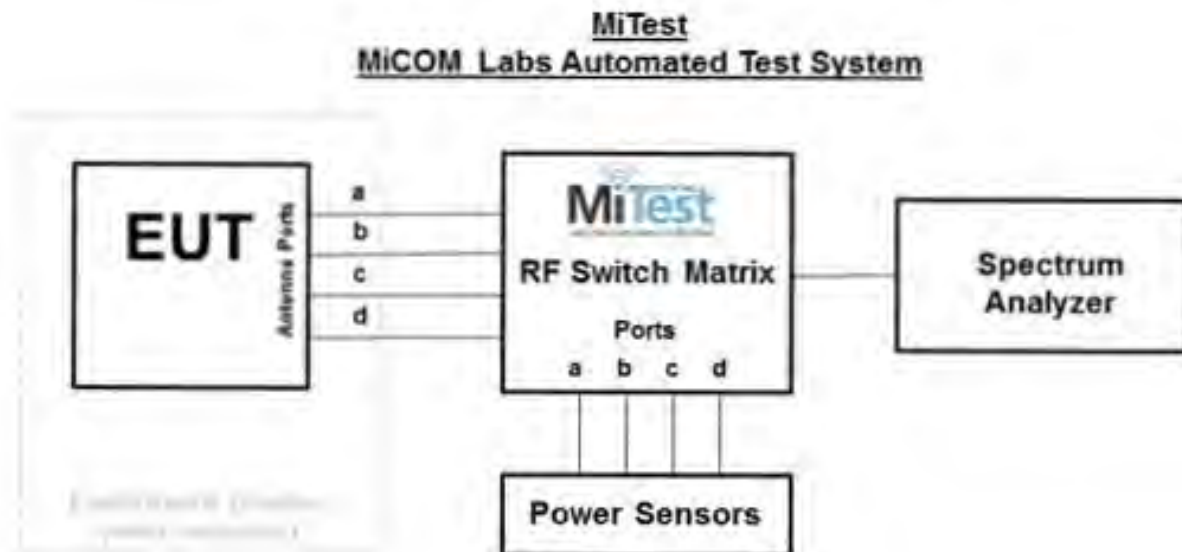 MiTest
MiCOM Labs Automated Test System
EUT
Antenna Ports
a
b
c
d
MiTest
RF Switch Matrix
Ports
a b c d
Spectrum
Analyzer
Power Sensors